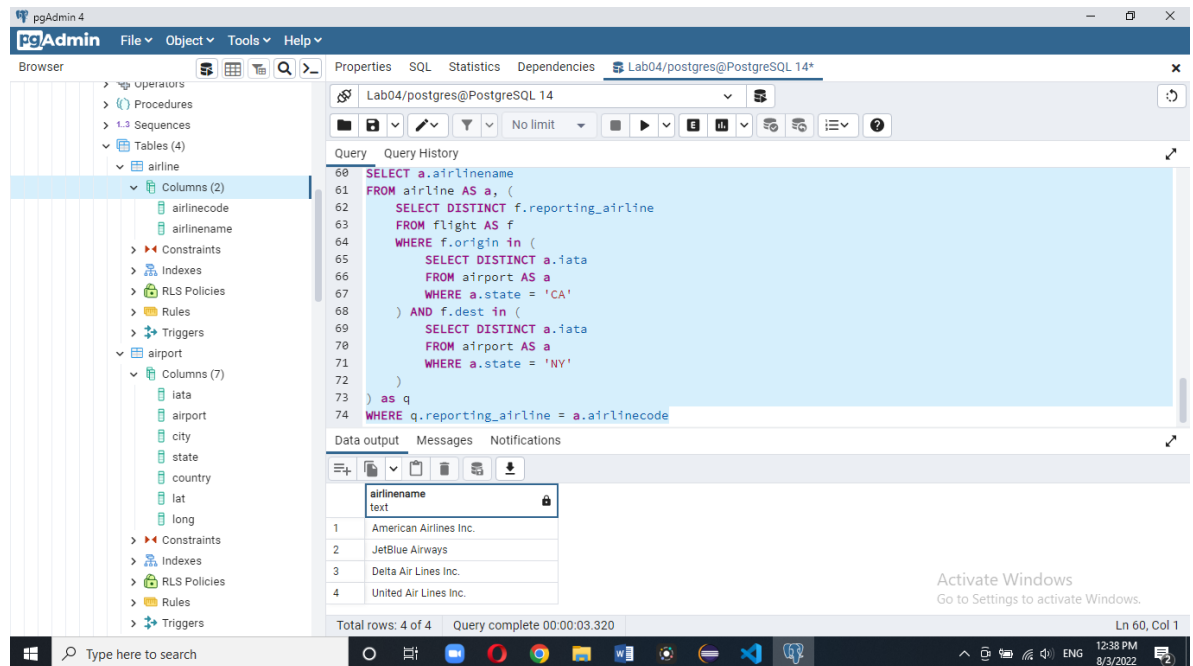 pgAdmin 4
pgAdmin File Object Tools Help
Browser
Properties SQL Statistics Dependencies Lab04/postgres@PostgreSQL 14*
Operators
Procedures
1..3 Sequences
Tables (4)
airline
Columns (2)
airlinecode
airlinename
Constraints
Indexes
RLS Policies
Rules
Triggers
airport
Columns (7)
iata
airport
city
state
country
lat
long
Constraints
Indexes
RLS Policies
Rules
Triggers
Lab04/postgres@PostgreSQL 14
No limit
E
Query Query History
60 SELECT a.airlinename
61 FROM airline AS a, (
62 SELECT DISTINCT f.reporting_airline
63 FROM flight AS f
64 WHERE f.origin in (
65 SELECT DISTINCT a.iata
66 FROM airport AS a
67 WHERE a.state = 'CA'
68 ) AND f.dest in (
69 SELECT DISTINCT a.iata
70 FROM airport AS a
71 WHERE a.state = 'NY'
72 )
73 ) as q
74 WHERE q.reporting_airline = a.airlinecode
Data output Messages Notifications
airlinename
text
1 American Airlines Inc.
2 JetBlue Airways
3 Delta Air Lines Inc.
4 United Air Lines Inc.
Activate Windows
Go to Settings to activate Windows.
Total rows: 4 of 4 Query complete 00:00:03.320 Ln 60, Col 1
Type here to search
ENG
12:38 PM
8/3/2022
2